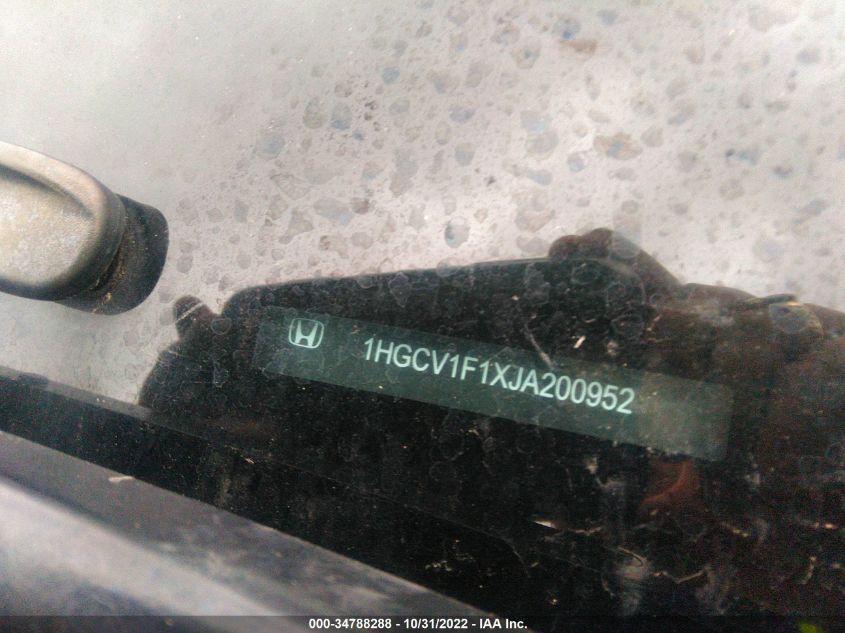 1HGCV1F1XJA200952
000-34788288 - 10/31/2022 - IAA Inc.